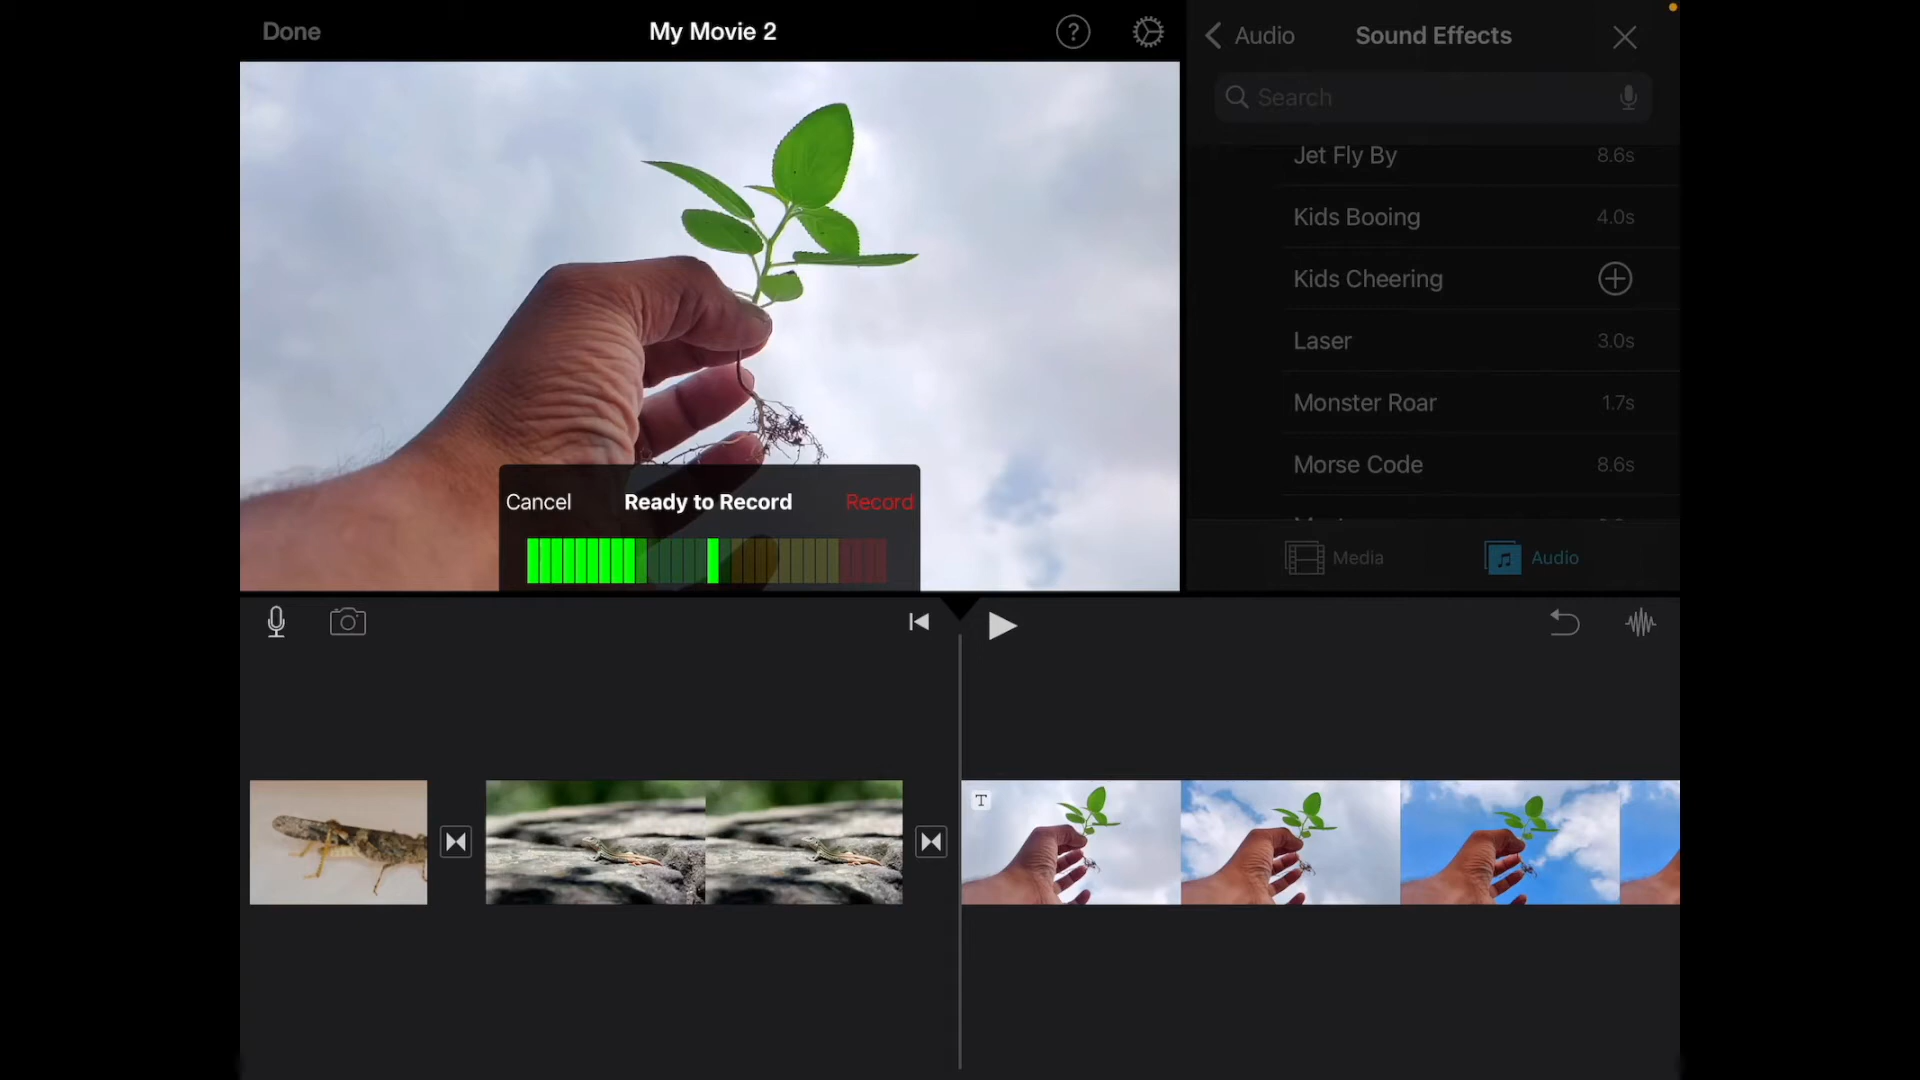 Done
My Movie 2
?
Audio
Sound Effects
Search
Jet Fly By 8.6s
Kids Booing 4.0s
Kids Cheering
Laser 3.0s
Monster Roar 1.7s
Morse Code 8.6s
Media
Audio
Cancel
Ready to Record
Record
T